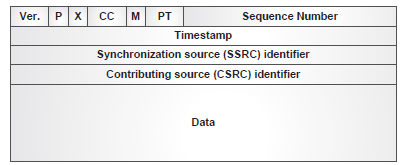 Ver. P X CC M PT Sequence Number
Timestamp
Synchronization source (SSRC) identifier
Contributing source (CSRC) identifier
Data